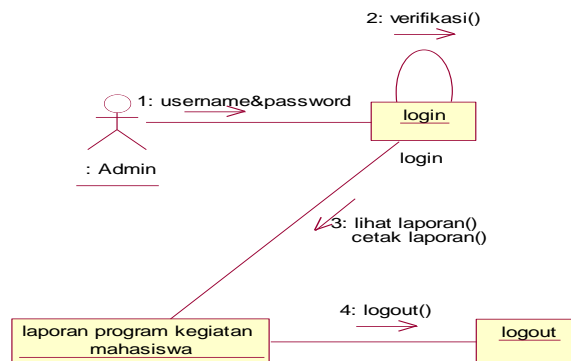 2: verifikasi()
1: username&password
login
: Admin
login
3: lihat laporan()
cetak laporan()
4: logout()
laporan program kegiatan
mahasiswa
logout